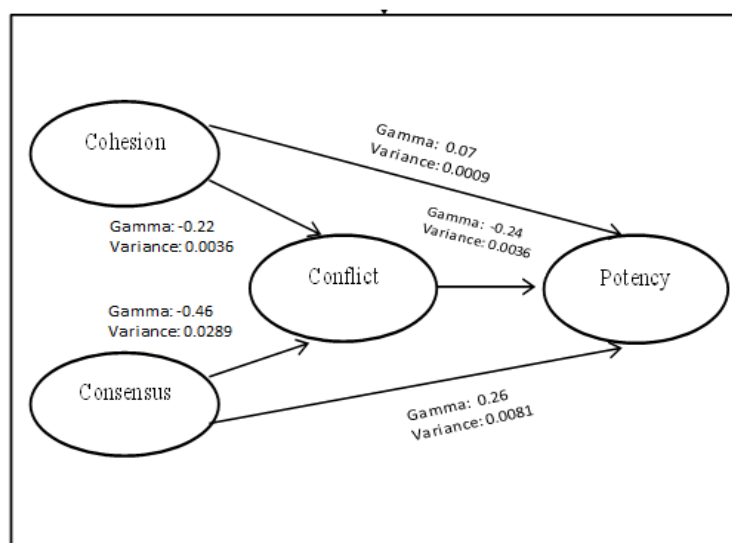 Cohesion
Gamma: 0.07
Variance: 0.0009
Gamma: -0.22
Variance: 0.0036
Gamma: -0.24
Variance: 0.0036
Conflict
Potency
Gamma: -0.46
Variance: 0.0289
Consensus
Gamma: 0.26
Variance: 0.0081